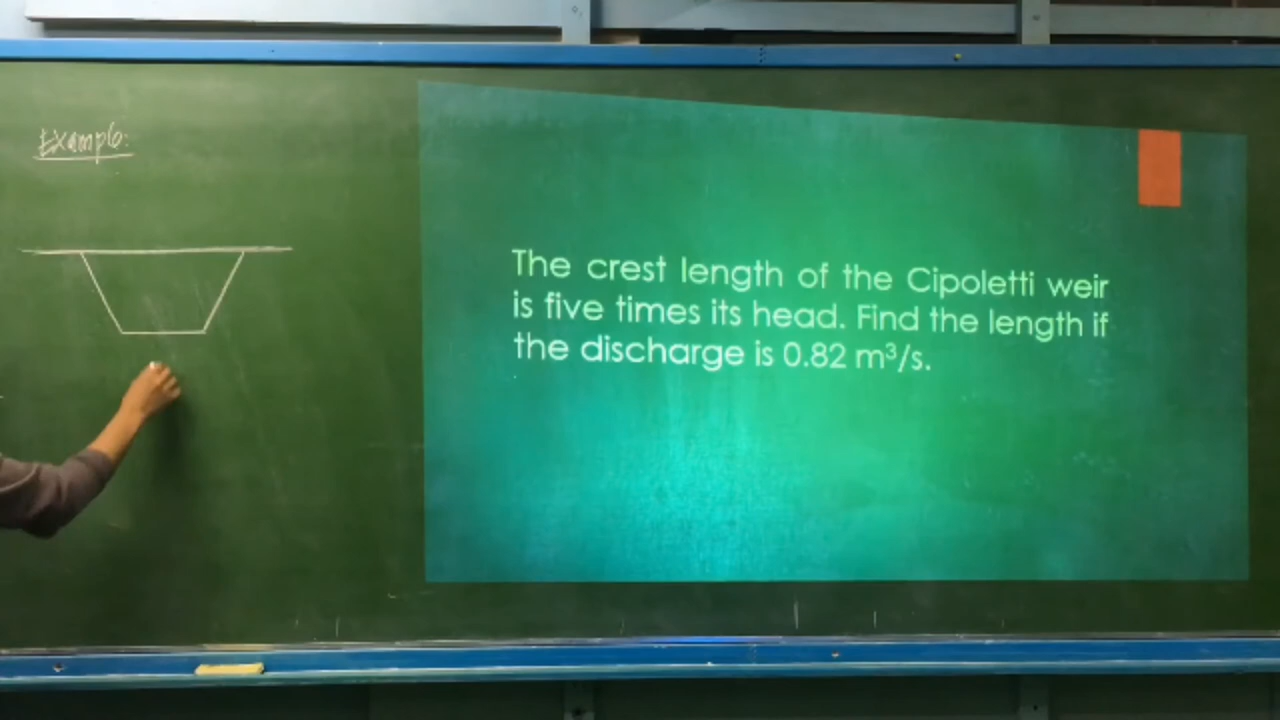 Example:
The crest length of the Cipoletti weir
is five times its head. Find the length if
the discharge is 0.82 m³/s.